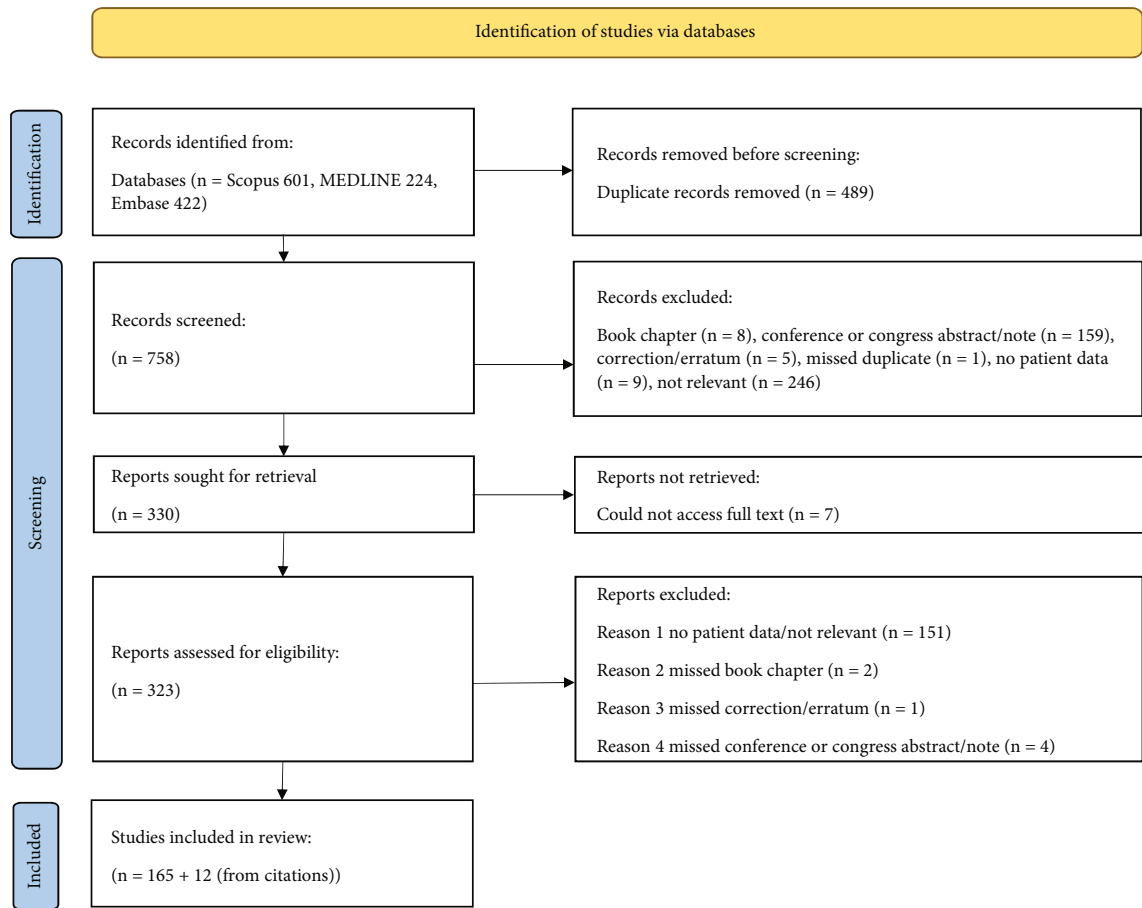 Identification of studies via databases
Identification
Records identified from:
Databases (n = Scopus 601, MEDLINE 224,
Embase 422)
Records removed before screening:
Duplicate records removed (n = 489)
Screening
Records screened:
(n = 758)
Records excluded:
Book chapter (n = 8), conference or congress abstract/note (n = 159),
correction/erratum (n = 5), missed duplicate (n = 1), no patient data
(n = 9), not relevant (n = 246)
Reports sought for retrieval
(n = 330)
Reports not retrieved:
Could not access full text (n = 7)
Reports assessed for eligibility:
(n = 323)
Reports excluded:
Reason 1 no patient data/not relevant (n = 151)
Reason 2 missed book chapter (n = 2)
Reason 3 missed correction/erratum (n = 1)
Reason 4 missed conference or congress abstract/note (n = 4)
Included
Studies included in review:
(n = 165 + 12 (from citations))